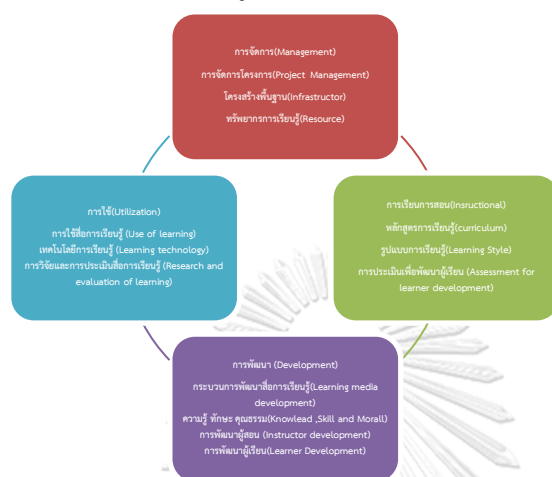 การจัดการ(Management)
การจัดการโครงการ(Project Management)
โครงสร้างพื้นฐาน(Infrastructor)
ทรัพยากรการเรียนรู้(Resource)
การใช้(Utilization)
การใช้สื่อการเรียนรู้ (Use of learning)
เทคโนโลยีการเรียนรู้ (Learning technology)
การวิจัยและการประเมินสื่อการเรียนรู้ (Research and
evaluation of learning)
การเรียนการสอน(Insructional)
หลักสูตรการเรียนรู้(curriculum)
รูปแบบการเรียนรู้(Learning Style)
การประเมินเพื่อพัฒนาผู้เรียน (Assessment for
learner development)
การพัฒนา (Development)
กระบวนการพัฒนาสื่อการเรียนรู้(Learning media
development)
ความรู้ ทักษะ คุณธรรม(Knowlead ,Skill and Morall)
การพัฒนาผู้สอน (Instructor development)
การพัฒนาผู้เรียน(Learner Development)